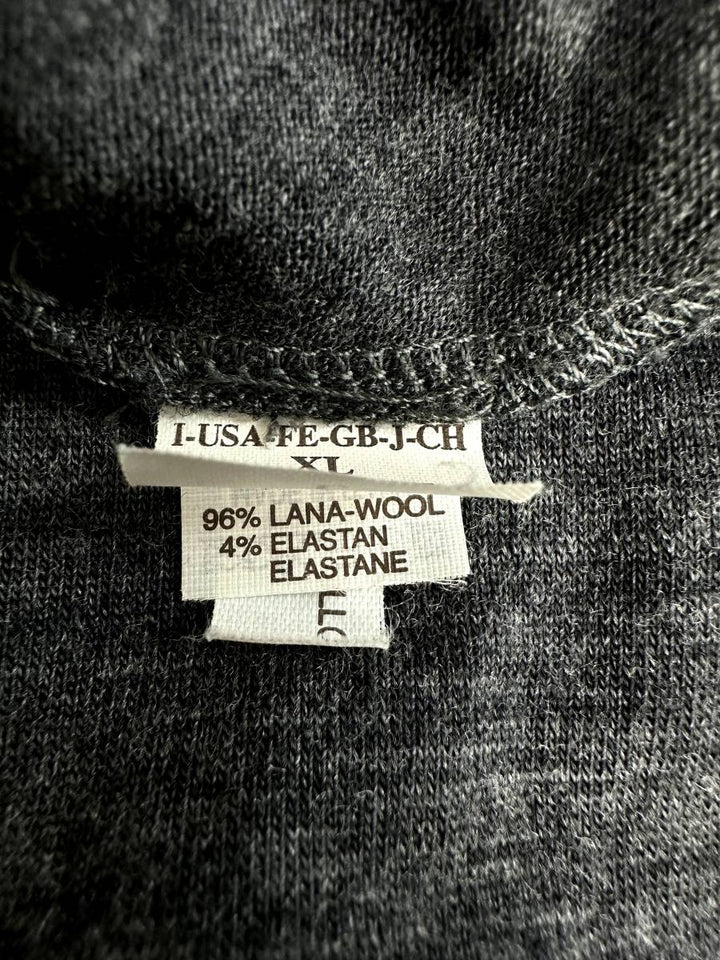 I-USA-FE-GB-J-CH
XL
96% LANA-WOOL
4% ELASTAN
ELASTANE